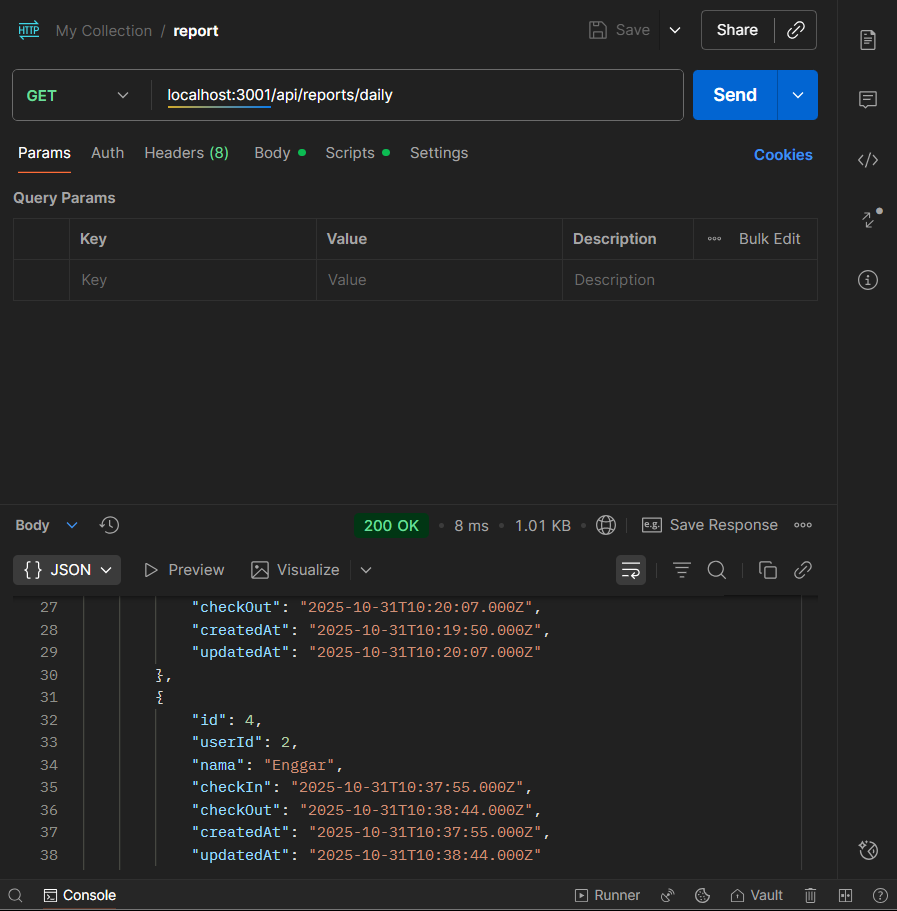 HTTP My Collection / report Save Share
GET localhost:3001/api/reports/daily Send
Params Auth Headers (8) Body Scripts Settings Cookies
Query Params
Key Value Description Bulk Edit
Key Value Description
Body 200 OK 8 ms 1.01 KB e.g. Save Response
{} JSON Preview Visualize
27 "checkOut": "2025-10-31T10:20:07.000Z",
28 "createdAt": "2025-10-31T10:19:50.000Z",
29 "updatedAt": "2025-10-31T10:20:07.000Z"
30 },
31 {
32 "id": 4,
33 "userId": 2,
34 "nama": "Enggar",
35 "checkIn": "2025-10-31T10:37:55.000Z",
36 "checkOut": "2025-10-31T10:38:44.000Z",
37 "createdAt": "2025-10-31T10:37:55.000Z",
38 "updatedAt": "2025-10-31T10:38:44.000Z"
Console Runner Vault